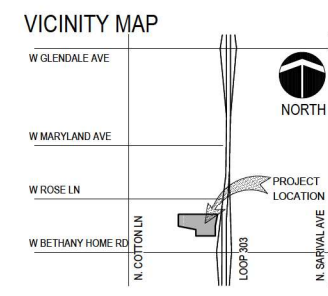 VICINITY MAP
W GLENDALE AVE
NORTH
W MARYLAND AVE
PROJECT
LOCATION
W ROSE LN
W BETHANY HOME RD
N. COTTON LN
LOOP 303
N. SARIVAL AVE